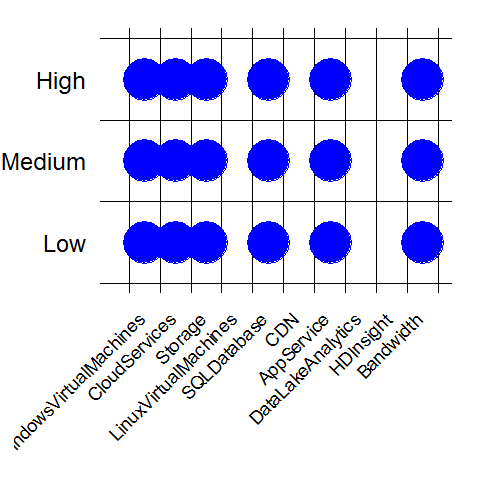 High
Medium
Low
ndowsVirtualMachines
CloudServices
Storage
LinuxVirtualMachines
SQLDatabase
CDN
AppService
DataLakeAnalytics
HDInsight
Bandwidth